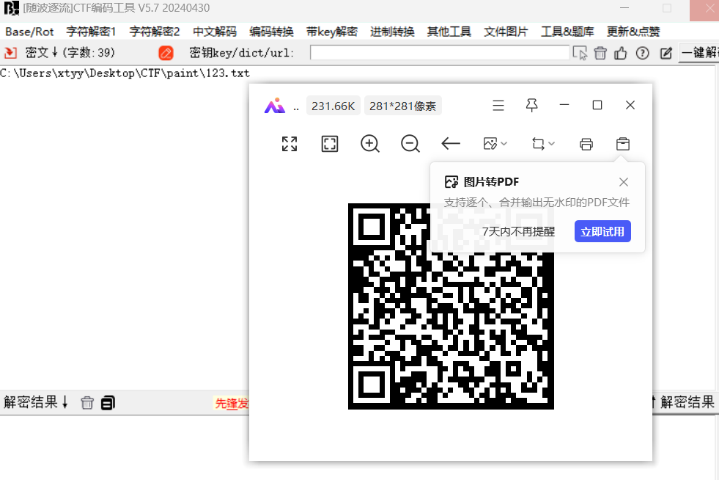 [随波逐流]CTF编码工具 V5.7 20240430
Base/Rot 字符解密1 字符解密2 中文解码 编码转换 带key解密 进制转换 其他工具 文件图片 工具&题库 更新&点赞
密文↓(字数:39) 密钥key/dict/url: 一键解
C:\Users\xtyy\Desktop\CTF\paint\123.txt
.. 231.66K 281*281像素
图片转PDF
支持逐个、合并输出无水印的PDF文件
7天内不再提醒 立即试用
解密结果↓ 先锋发 解密结果